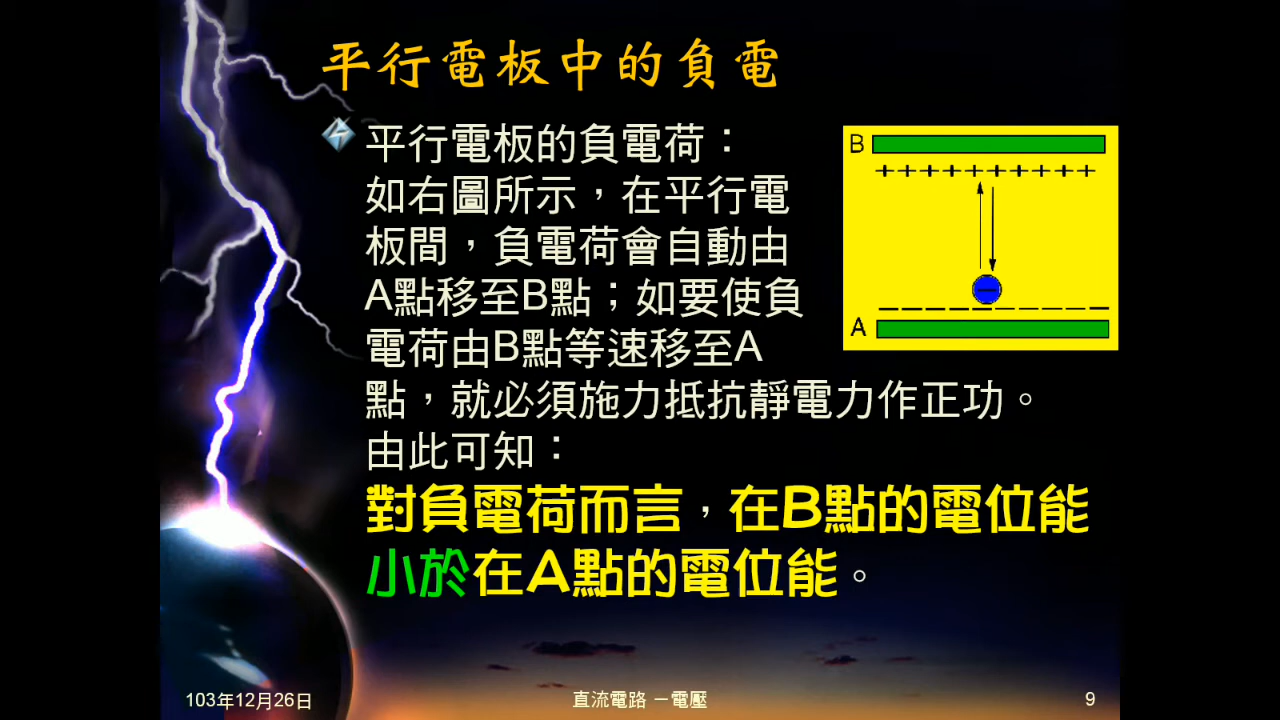 平行電板中的負電
平行電板的負電荷：
如右圖所示，在平行電
板間，負電荷會自動由
A點移至B點；如要使負
電荷由B點等速移至A
點，就必須施力抵抗靜電力作正功。
由此可知：
對負電荷而言，在B點的電位能
小於在A點的電位能。
B
+ + + + + + + + + +
A
103年12月26日
直流電路 －電壓
9